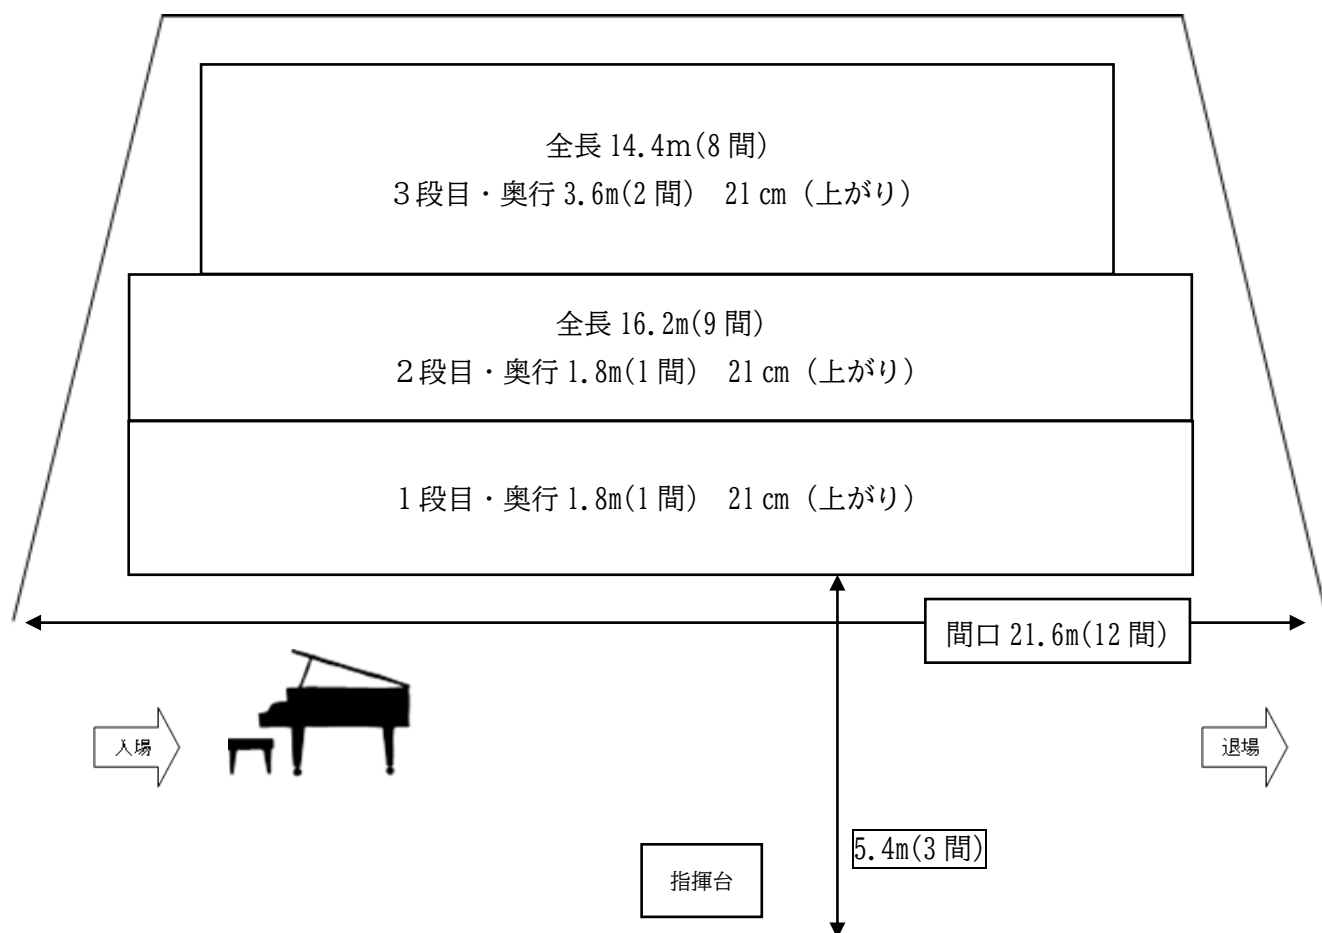 全長 14.4m(8 間)
３段目・奥行 3.6m(2 間) 21 ㎝（上がり）
全長 16.2m(9 間)
２段目・奥行 1.8m(1 間) 21 ㎝（上がり）
１段目・奥行 1.8m(1 間) 21 ㎝（上がり）
間口 21.6m(12 間)
入場
退場
5.4m(3 間)
指揮台